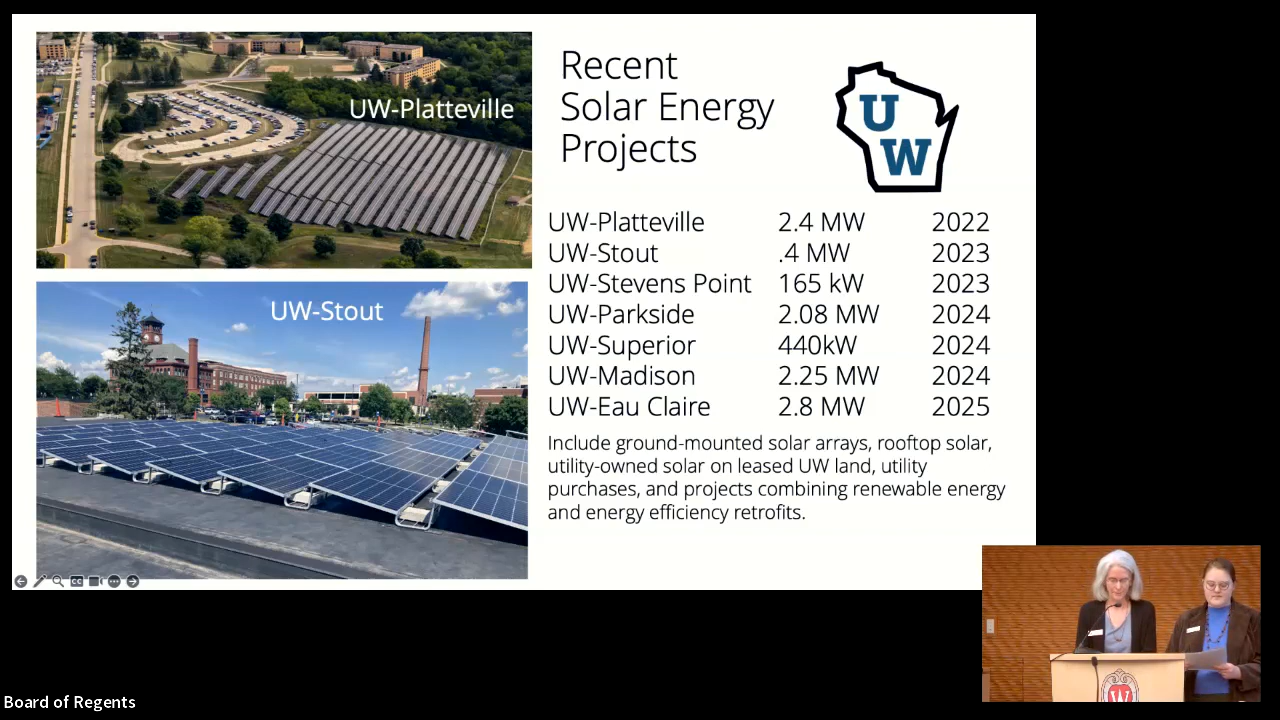 UW-Platteville
UW-Stout
Recent
Solar Energy
Projects
U
W
UW-Platteville 2.4 MW 2022
UW-Stout .4 MW 2023
UW-Stevens Point 165 kW 2023
UW-Parkside 2.08 MW 2024
UW-Superior 440kW 2024
UW-Madison 2.25 MW 2024
UW-Eau Claire 2.8 MW 2025
Include ground-mounted solar arrays, rooftop solar,
utility-owned solar on leased UW land, utility
purchases, and projects combining renewable energy
and energy efficiency retrofits.
CC
W
Board of Regents